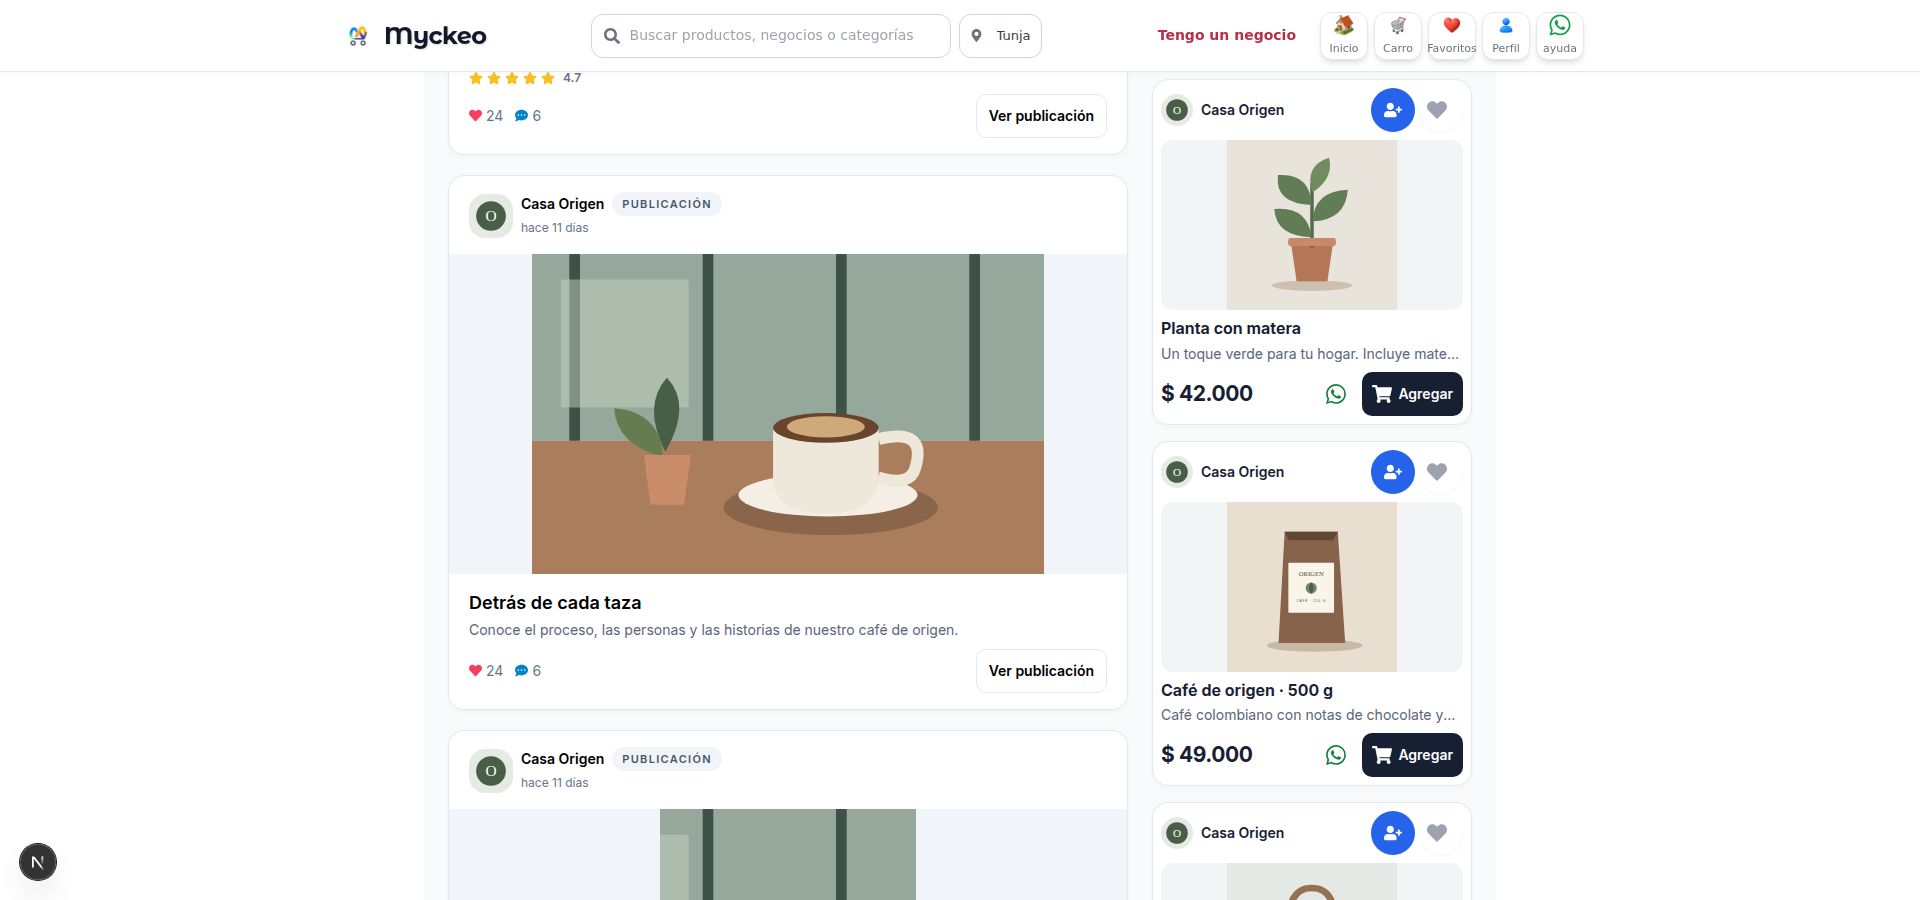 Myckeo
Buscar productos, negocios o categorías
Tunja
Tengo un negocio
Inicio
Carro
Favoritos
Perfil
ayuda
4.7
24
6
Ver publicación
O
Casa Origen
PUBLICACIÓN
hace 11 días
Detrás de cada taza
Conoce el proceso, las personas y las historias de nuestro café de origen.
24
6
Ver publicación
O
Casa Origen
PUBLICACIÓN
hace 11 días
O
Casa Origen
Planta con matera
Un toque verde para tu hogar. Incluye mate...
$ 42.000
Agregar
O
Casa Origen
ORIGEN
CAFÉ · 250 G
Café de origen · 500 g
Café colombiano con notas de chocolate y...
$ 49.000
Agregar
O
Casa Origen
N